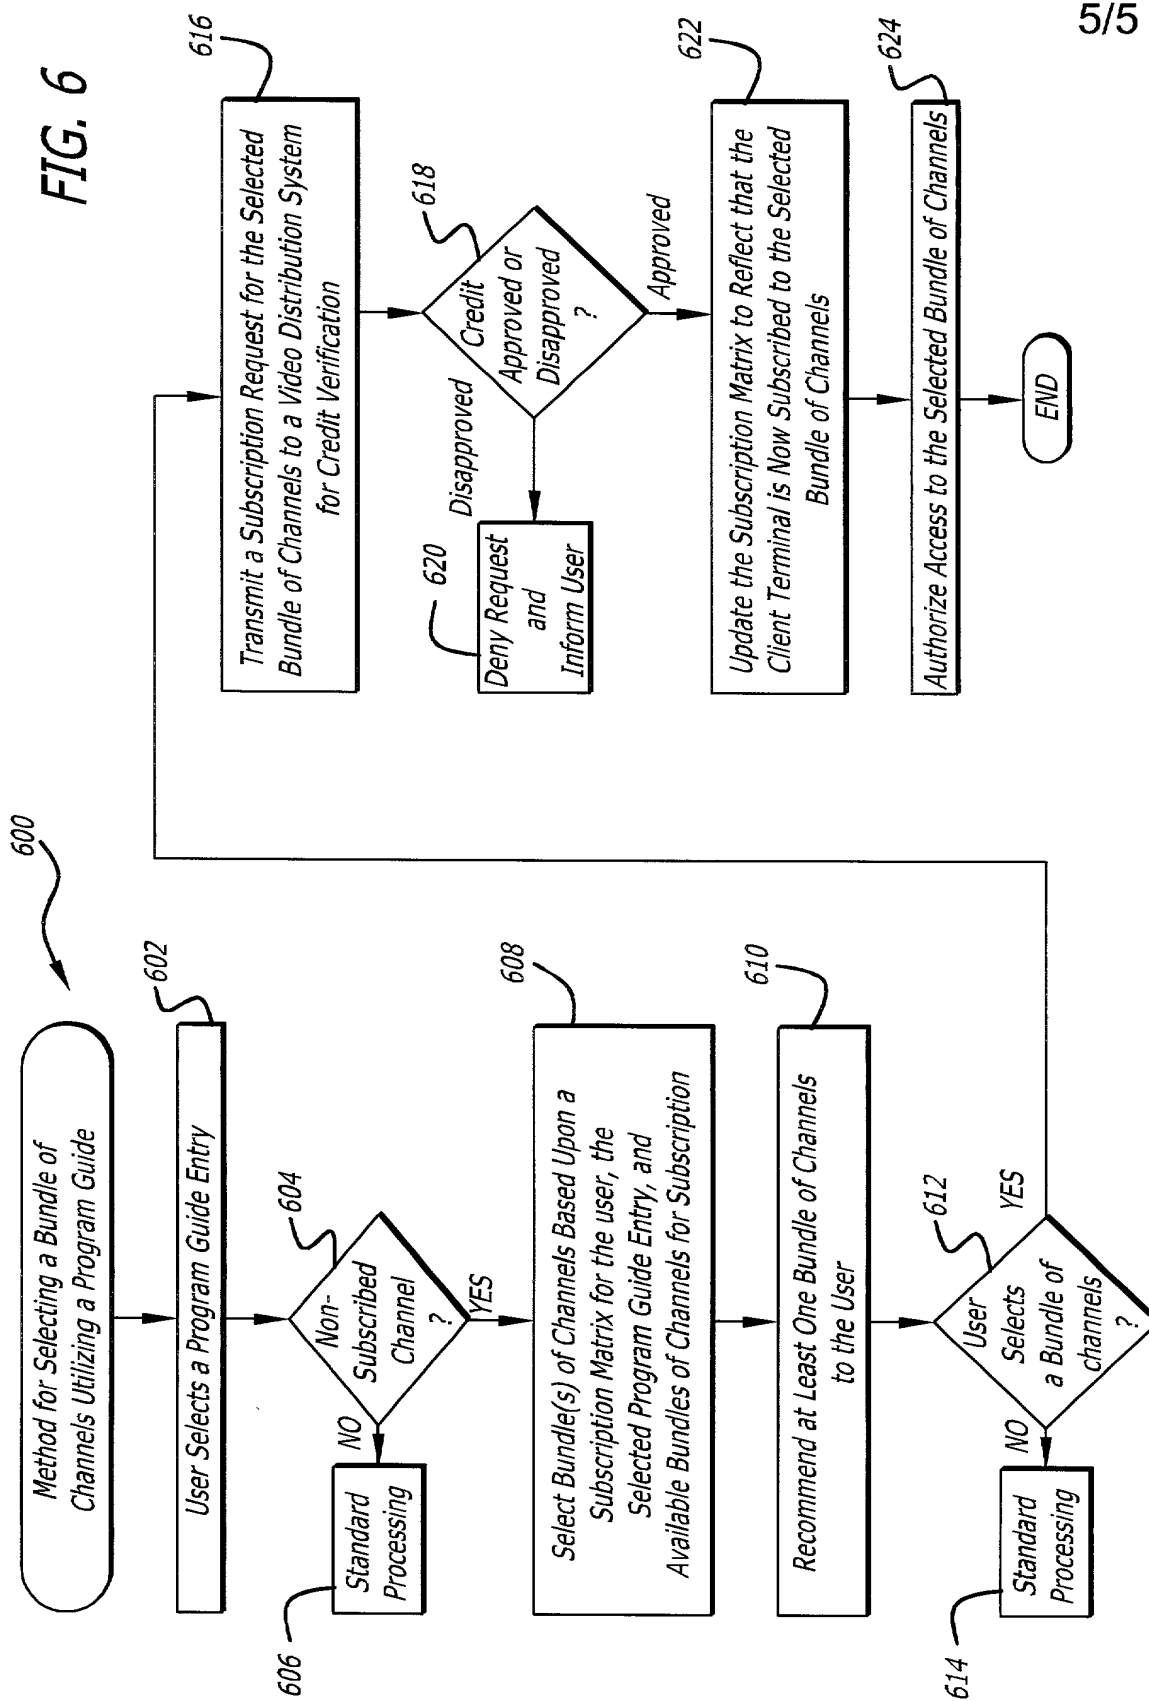 FIG. 6
5/5
600
Method for Selecting a Bundle of
Channels Utilizing a Program Guide
602
User Selects a Program Guide Entry
604
Non-
Subscribed
Channel
?
NO
YES
606
Standard
Processing
608
Select Bundle(s) of Channels Based Upon a
Subscription Matrix for the user, the
Selected Program Guide Entry, and
Available Bundles of Channels for Subscription
610
Recommend at Least One Bundle of Channels
to the User
612
User
Selects
a Bundle of
channels
?
NO
YES
614
Standard
Processing
616
Transmit a Subscription Request for the Selected
Bundle of Channels to a Video Distribution System
for Credit Verification
618
Credit
Approved or
Disapproved
?
Disapproved
Approved
620
Deny Request
and
Inform User
622
Update the Subscription Matrix to Reflect that the
Client Terminal is Now Subscribed to the Selected
Bundle of Channels
624
Authorize Access to the Selected Bundle of Channels
END